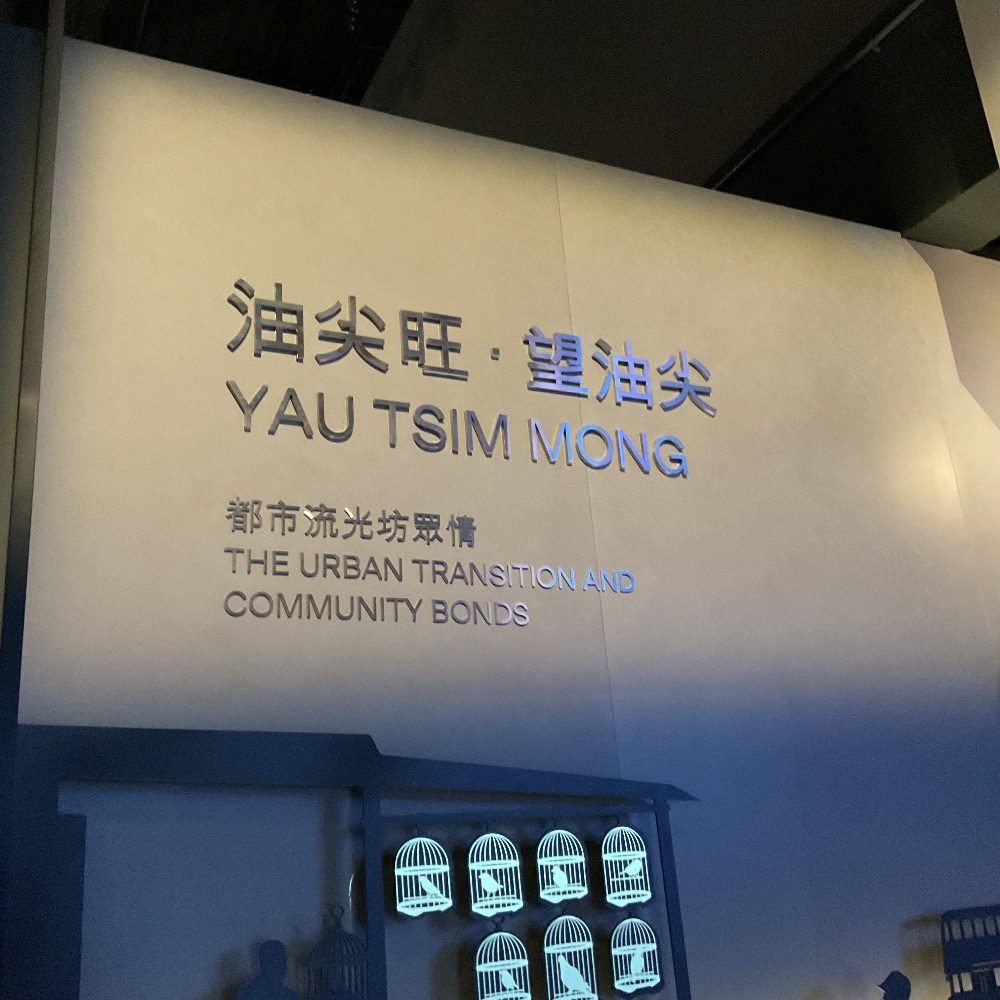 油尖旺·望油尖
YAU TSIM MONG
都市流光坊眾情
THE URBAN TRANSITION AND
COMMUNITY BONDS